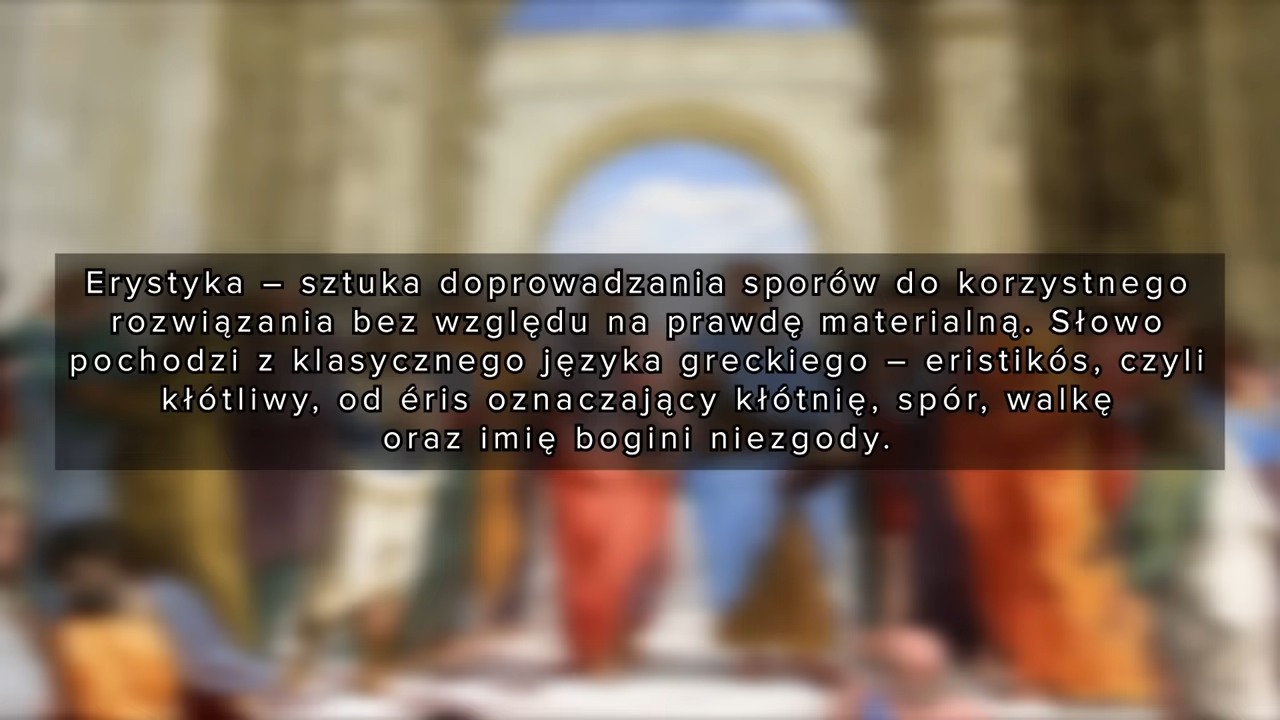 Erystyka – sztuka doprowadzania sporów do korzystnego
rozwiązania bez względu na prawdę materialną. Słowo
pochodzi z klasycznego języka greckiego – eristikós, czyli
kłótliwy, od éris oznaczający kłótnię, spór, walkę
oraz imię bogini niezgody.